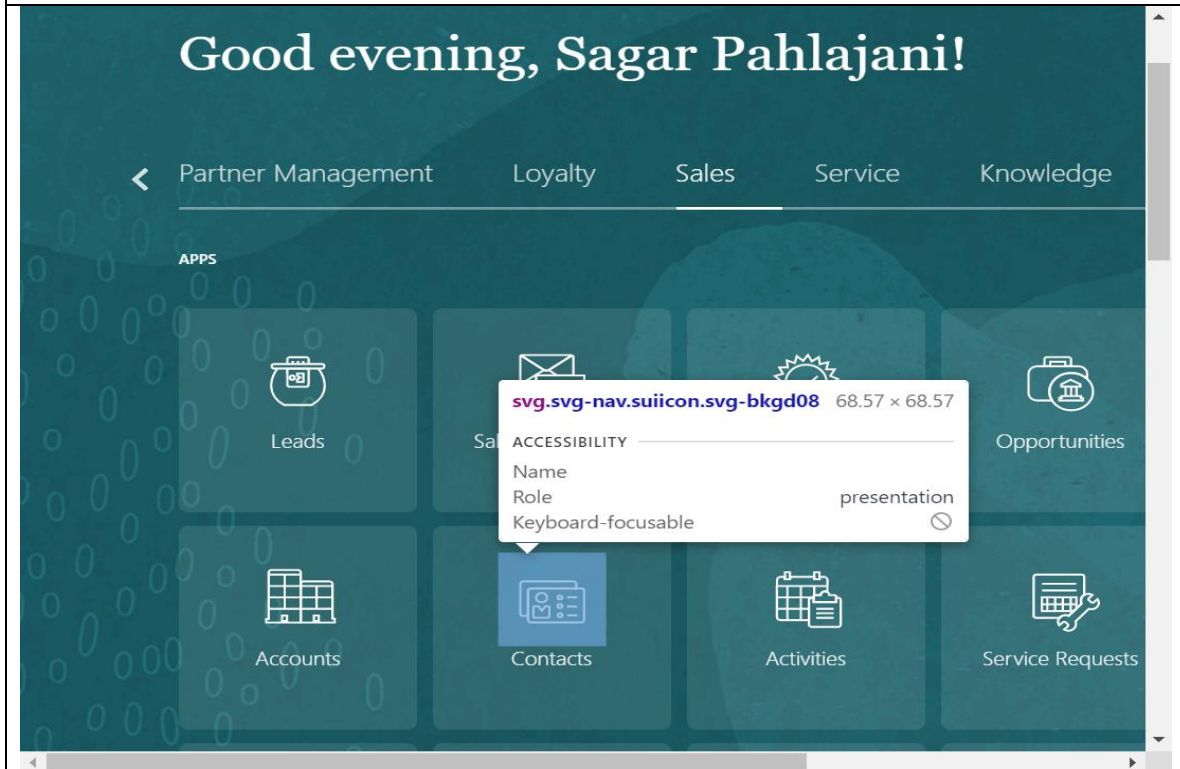 Good evening, Sagar Pahlajani!
Partner Management Loyalty Sales Service Knowledge
APPS
svg.svg-nav.suiicon.svg-bkgd08 68.57 × 68.57
Leads Sal ACCESSIBILITY Opportunities
Name
Role presentation
Keyboard-focusable
Accounts Contacts Activities Service Requests